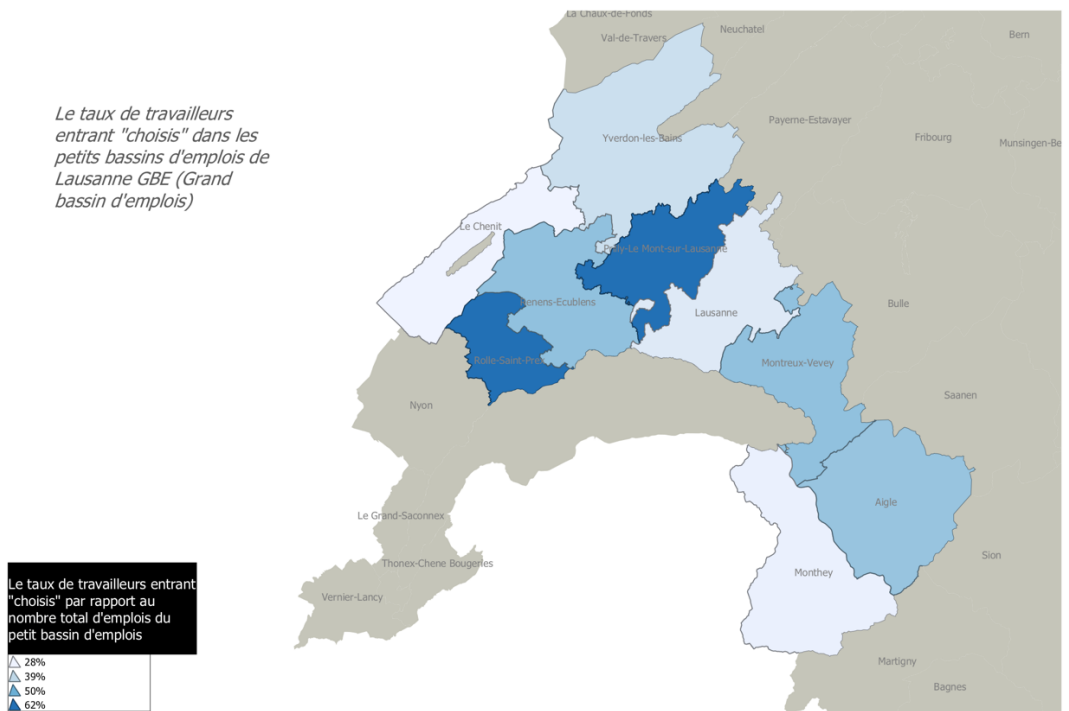 La Chaux-de-Fonds
Neuchatel
Val-de-Travers
Bern
Le taux de travailleurs
entrant "choisis" dans les
petits bassins d'emplois de
Lausanne GBE (Grand
bassin d'emplois)
Payerne-Estavayer
Yverdon-les-Bains
Fribourg
Munsingen-Be
Le Chenit
Pully-Le Mont-sur-Lausanne
Renens-Ecublens
Lausanne
Bulle
Rolle-Saint-Prex
Montreux-Vevey
Saanen
Nyon
Aigle
Le Grand-Saconnex
Sion
Thonex-Chene Bougeries
Monthey
Vernier-Lancy
Martigny
Bagnes
Le taux de travailleurs entrant
"choisis" par rapport au
nombre total d'emplois du
petit bassin d'emplois
28%
39%
50%
62%